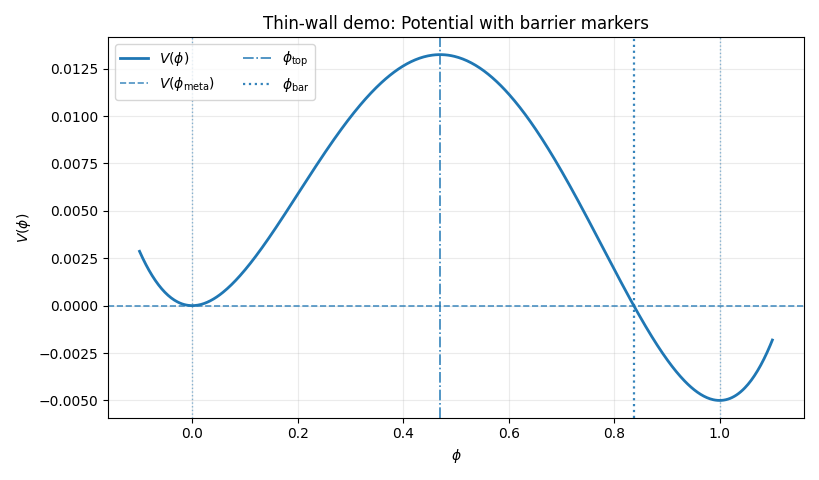 Thin-wall demo: Potential with barrier markers
V(ϕ)
V(ϕ_meta)
ϕ_top
ϕ_bar
0.0125
0.0100
0.0075
0.0050
0.0025
0.0000
−0.0025
−0.0050
V(ϕ)
0.0 0.2 0.4 0.6 0.8 1.0
ϕ